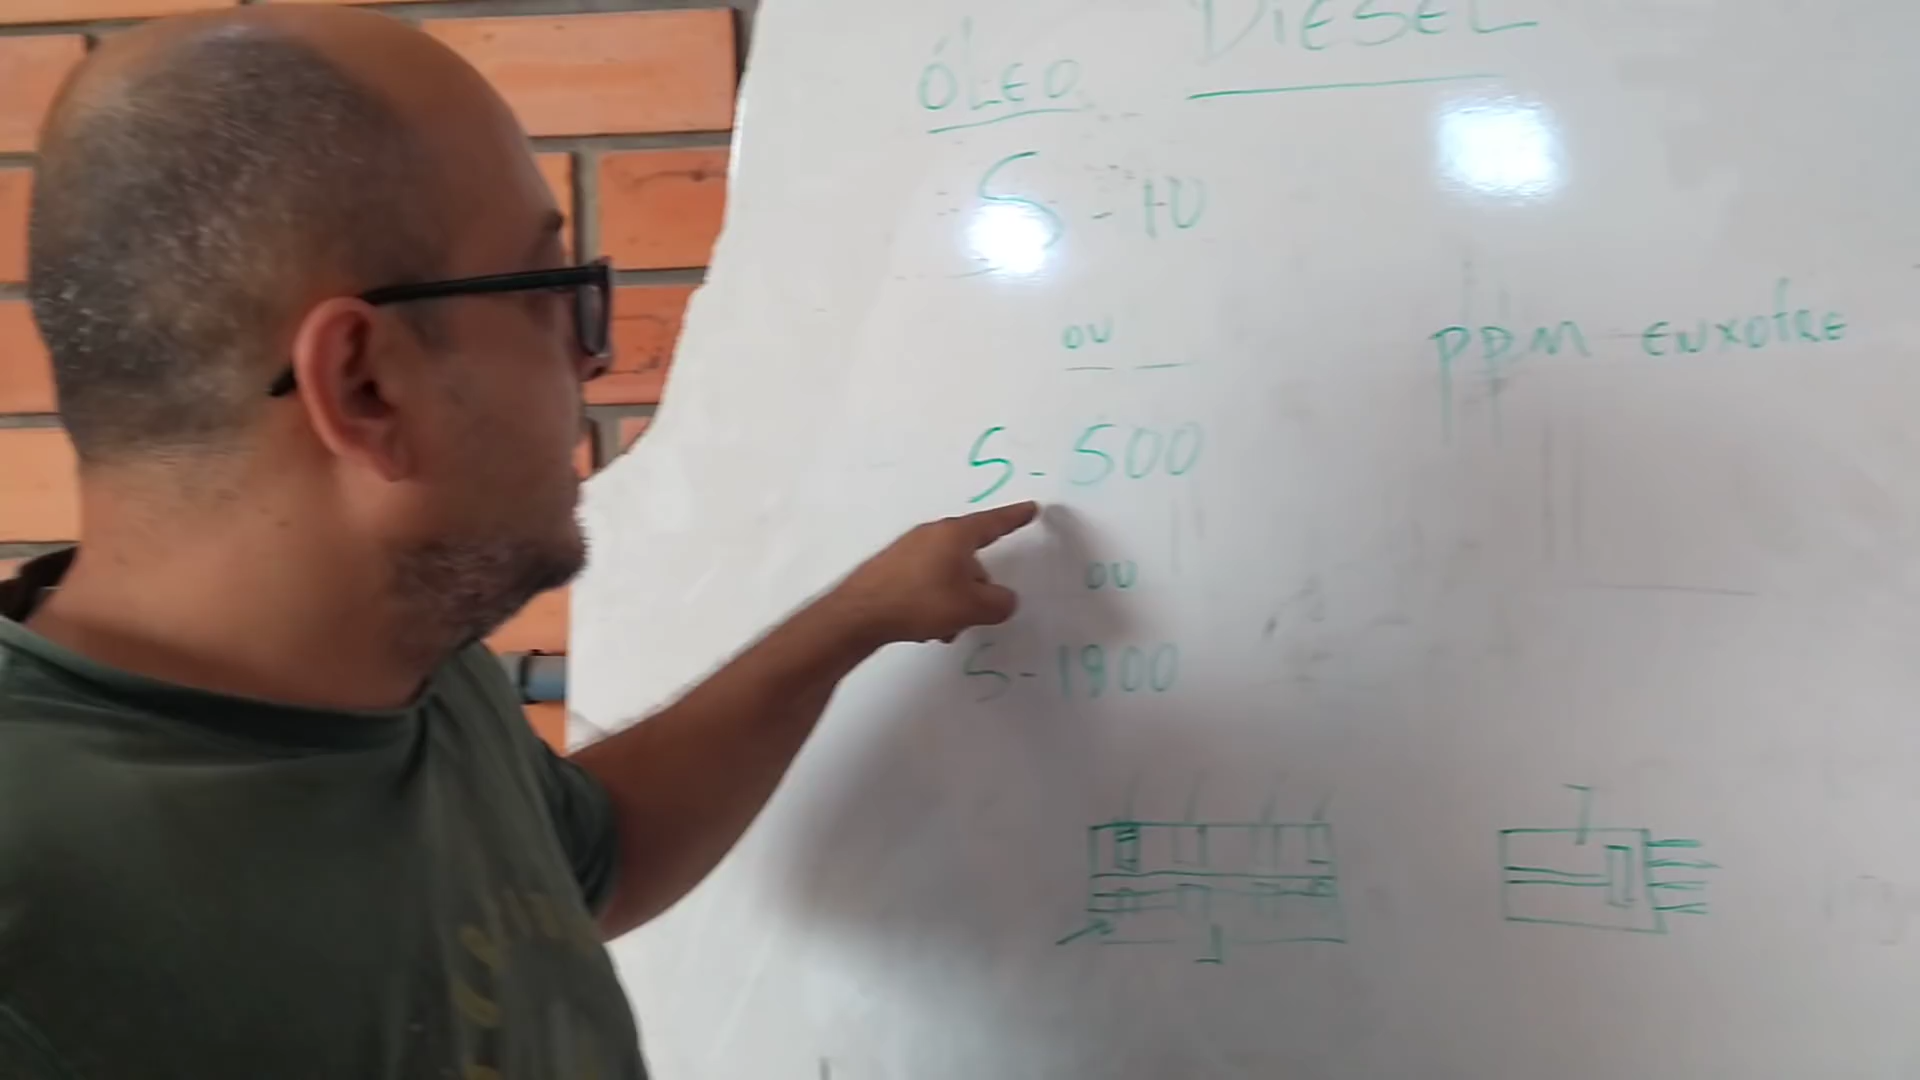 ÓLEO DIESEL
S-10
OU
PPM ENXOFRE
S-500
OU
S-1800